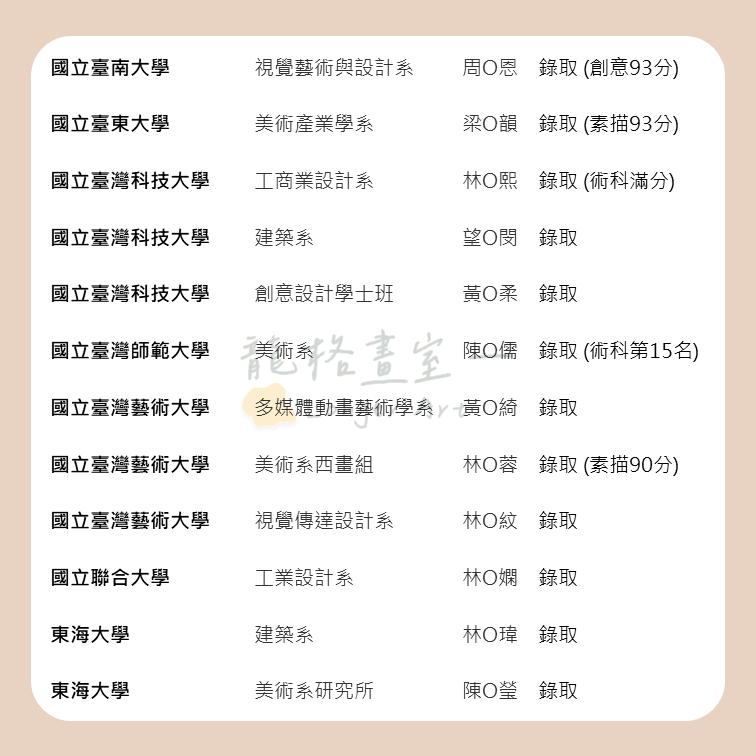 國立臺南大學 視覺藝術與設計系 周O恩 錄取 (創意93分)
國立臺東大學 美術產業學系 梁O韻 錄取 (素描93分)
國立臺灣科技大學 工商業設計系 林O熙 錄取 (術科滿分)
國立臺灣科技大學 建築系 望O閔 錄取
國立臺灣科技大學 創意設計學士班 黃O柔 錄取
國立臺灣師範大學 美術系 陳O儒 錄取 (術科第15名)
龍格畫室
國立臺灣藝術大學 多媒體動畫藝術學系 黃O綺 錄取
國立臺灣藝術大學 美術系西畫組 林O蓉 錄取 (素描90分)
國立臺灣藝術大學 視覺傳達設計系 林O紋 錄取
國立聯合大學 工業設計系 林O嫻 錄取
東海大學 建築系 林O瑋 錄取
東海大學 美術系研究所 陳O瑩 錄取